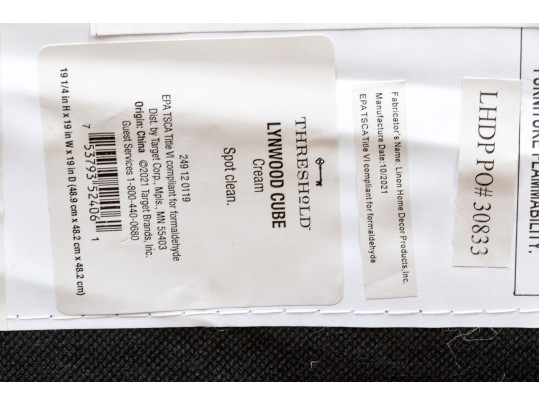 FURNITURE FLAMMABILITY.
LHDP PO# 30833
Fabricator's Name: Linon Home Decor Products, Inc.
Manufacture Date: 10/2021
EPA TSCA Title VI compliant for formaldehyde
THRESHOLD™
LYNWOOD CUBE
Cream
Spot clean.
249 12 0119
EPA TSCA Title VI compliant for formaldehyde
Dist. by Target Corp., Mpls., MN 55403
Origin: China ©2021 Target Brands, Inc.
Guest Services 1-800-440-0680
7 53793 52406 1
19 1/4 in H x 19 in W x 19 in D (48.9 cm x 48.2 cm x 48.2 cm)